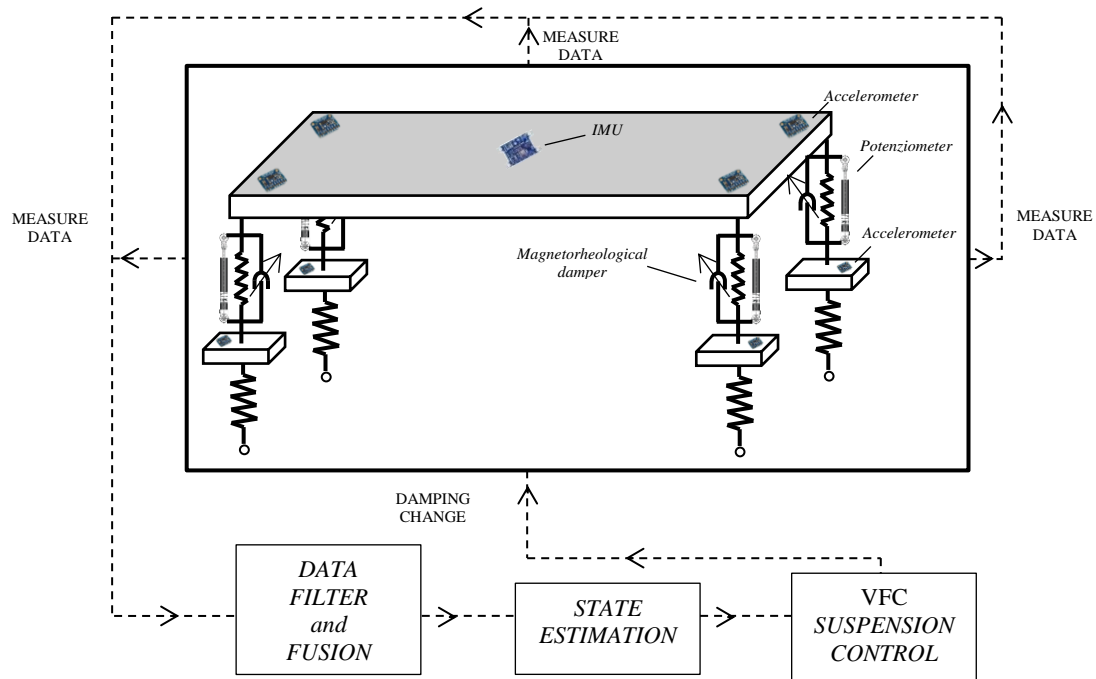 MEASURE
DATA
Accelerometer
IMU
Potenziometer
MEASURE
DATA
MEASURE
DATA
Magnetorheological
damper
Accelerometer
DAMPING
CHANGE
DATA
FILTER
and
FUSION
STATE
ESTIMATION
VFC
SUSPENSION
CONTROL